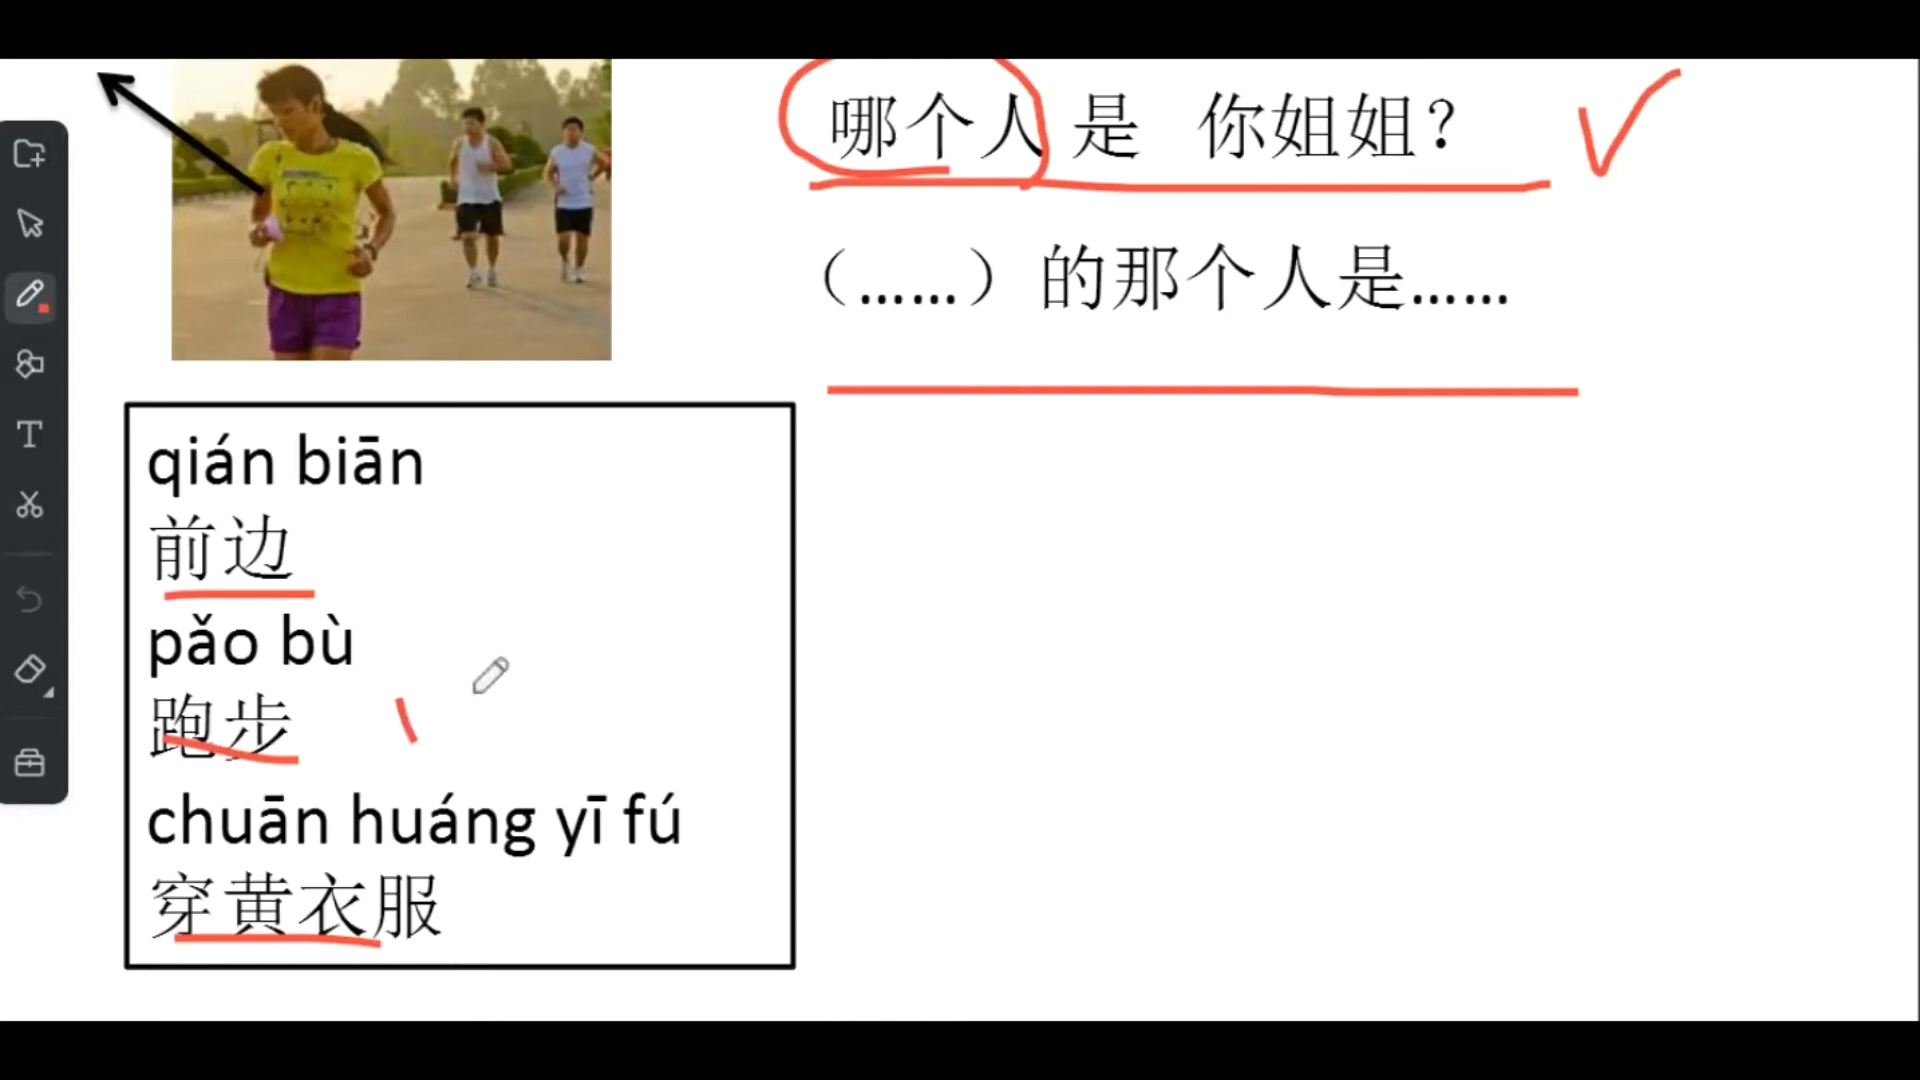 哪个人 是 你姐姐？
（……）的那个人是……
qián biān
前边
pǎo bù
跑步
chuān huáng yī fú
穿黄衣服